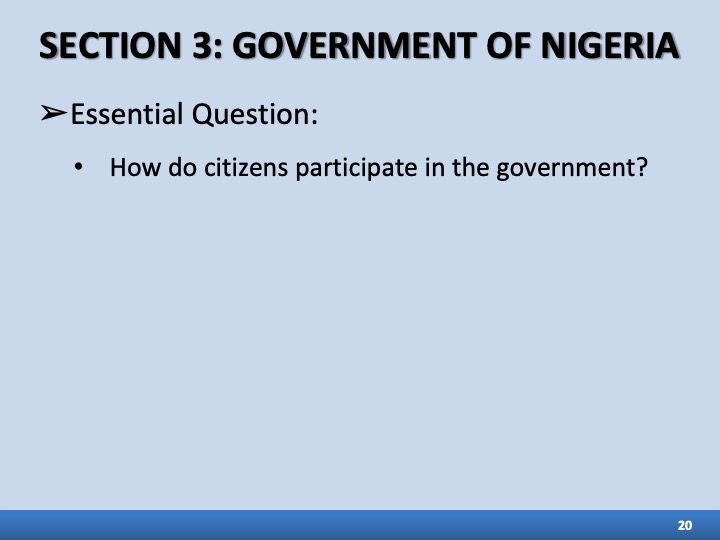 SECTION 3: GOVERNMENT OF NIGERIA
➢Essential Question:
• How do citizens participate in the government?
20